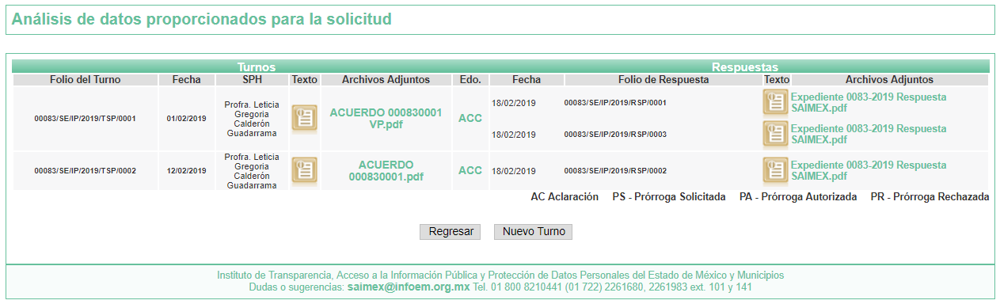 Análisis de datos proporcionados para la solicitud
Turnos Respuestas
Folio del Turno Fecha SPH Texto Archivos Adjuntos Edo. Fecha Folio de Respuesta Texto Archivos Adjuntos
00083/SE/IP/2019/TSP/0001 01/02/2019
Profra. Leticia
Gregoria
Calderón
Guadarrama
ACUERDO 000830001
VP.pdf
ACC
18/02/2019 00083/SE/IP/2019/RSP/0001
Expediente 0083-2019 Respuesta
SAIMEX.pdf
18/02/2019 00083/SE/IP/2019/RSP/0003
Expediente 0083-2019 Respuesta
SAIMEX.pdf
00083/SE/IP/2019/TSP/0002 12/02/2019
Profra. Leticia
Gregoria
Calderón
Guadarrama
ACUERDO
000830001.pdf
ACC
18/02/2019 00083/SE/IP/2019/RSP/0002
Expediente 0083-2019 Respuesta
SAIMEX.pdf
AC Aclaración PS - Prórroga Solicitada PA - Prórroga Autorizada PR - Prórroga Rechazada
Regresar Nuevo Turno
Instituto de Transparencia, Acceso a la Información Pública y Protección de Datos Personales del Estado de México y Municipios
Dudas o sugerencias: saimex@infoem.org.mx Tel. 01 800 8210441 (01 722) 2261680, 2261983 ext. 101 y 141